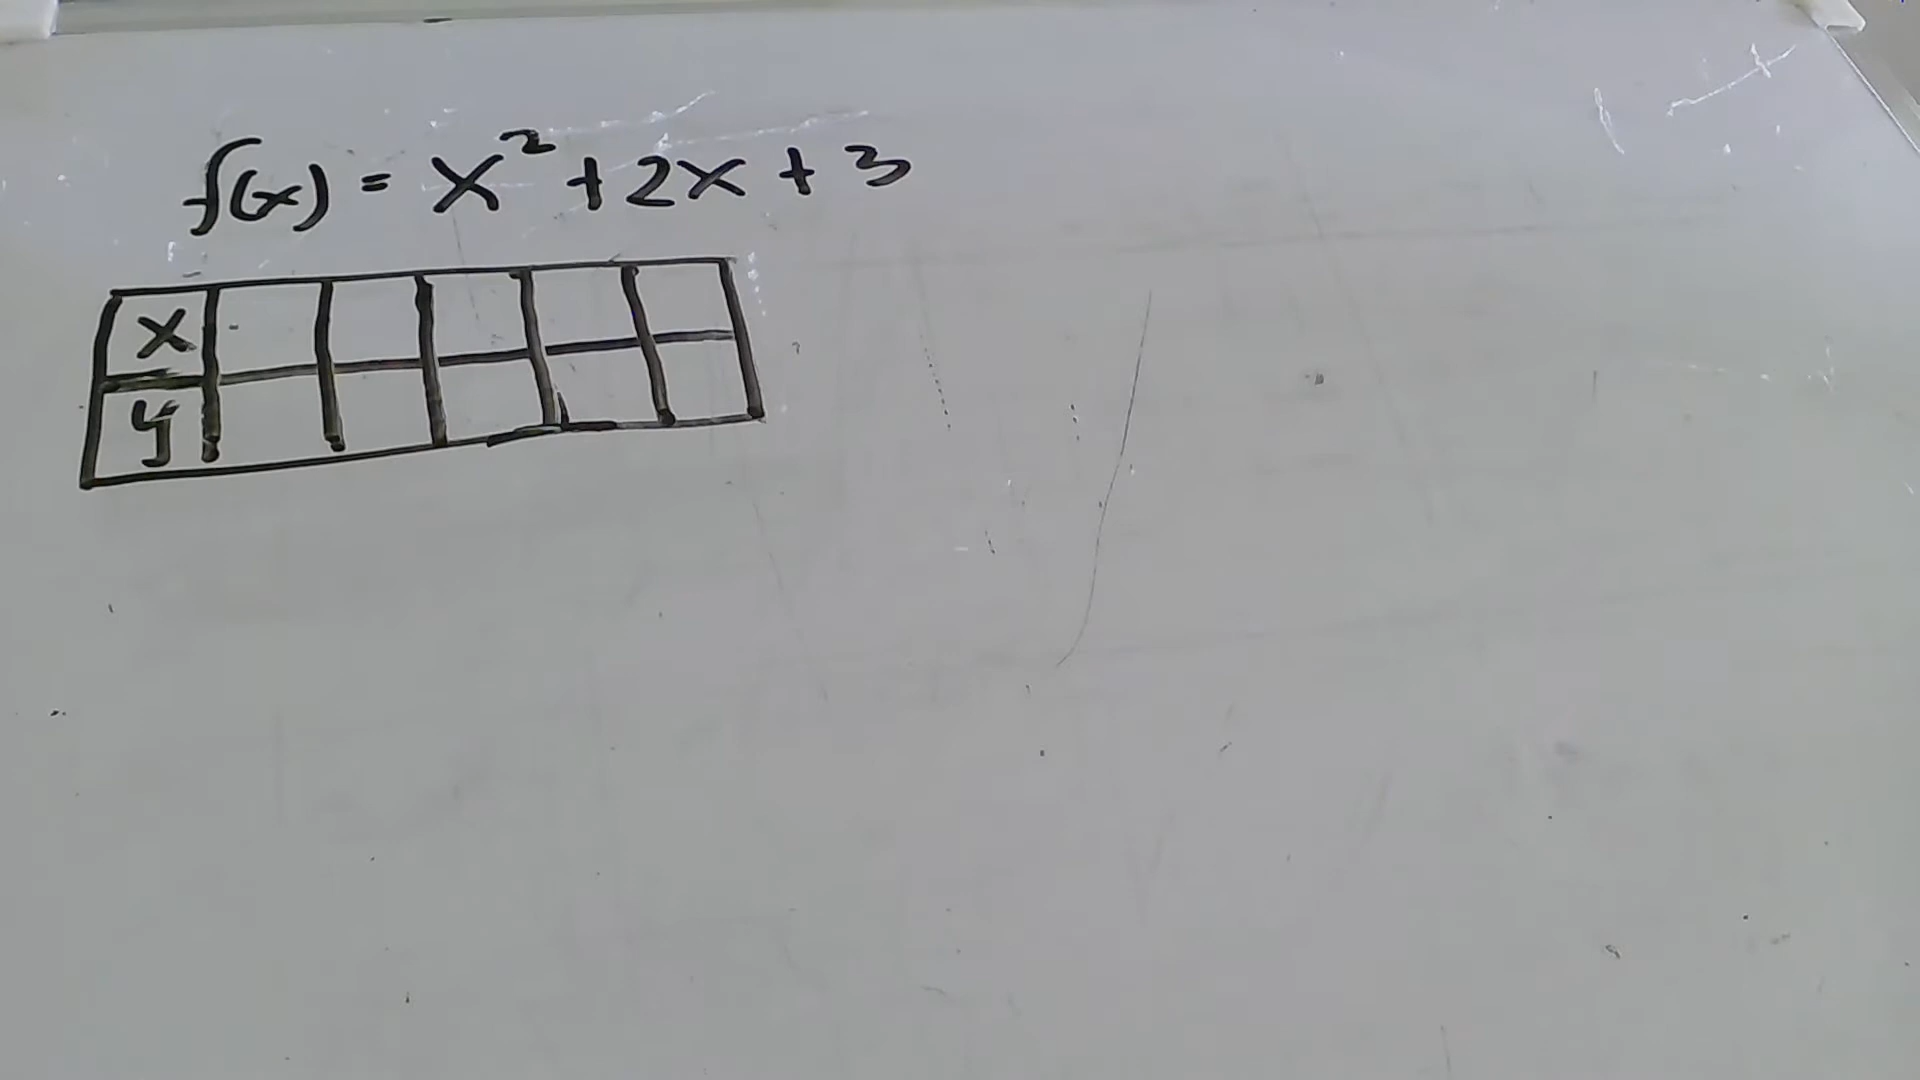 f(x) = x² + 2x + 3
x
y